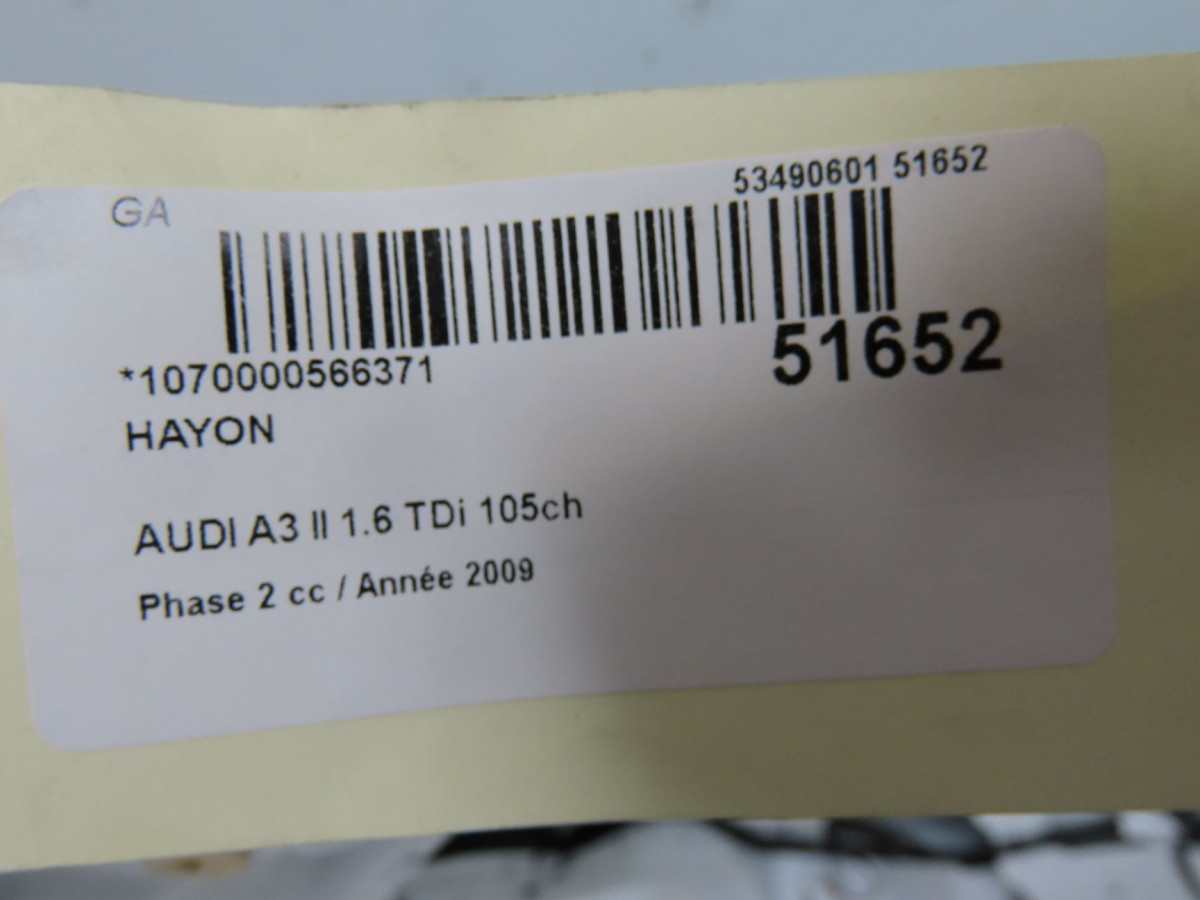 GA
53490601 51652
*1070000566371
51652
HAYON
AUDI A3 II 1.6 TDi 105ch
Phase 2 cc / Année 2009